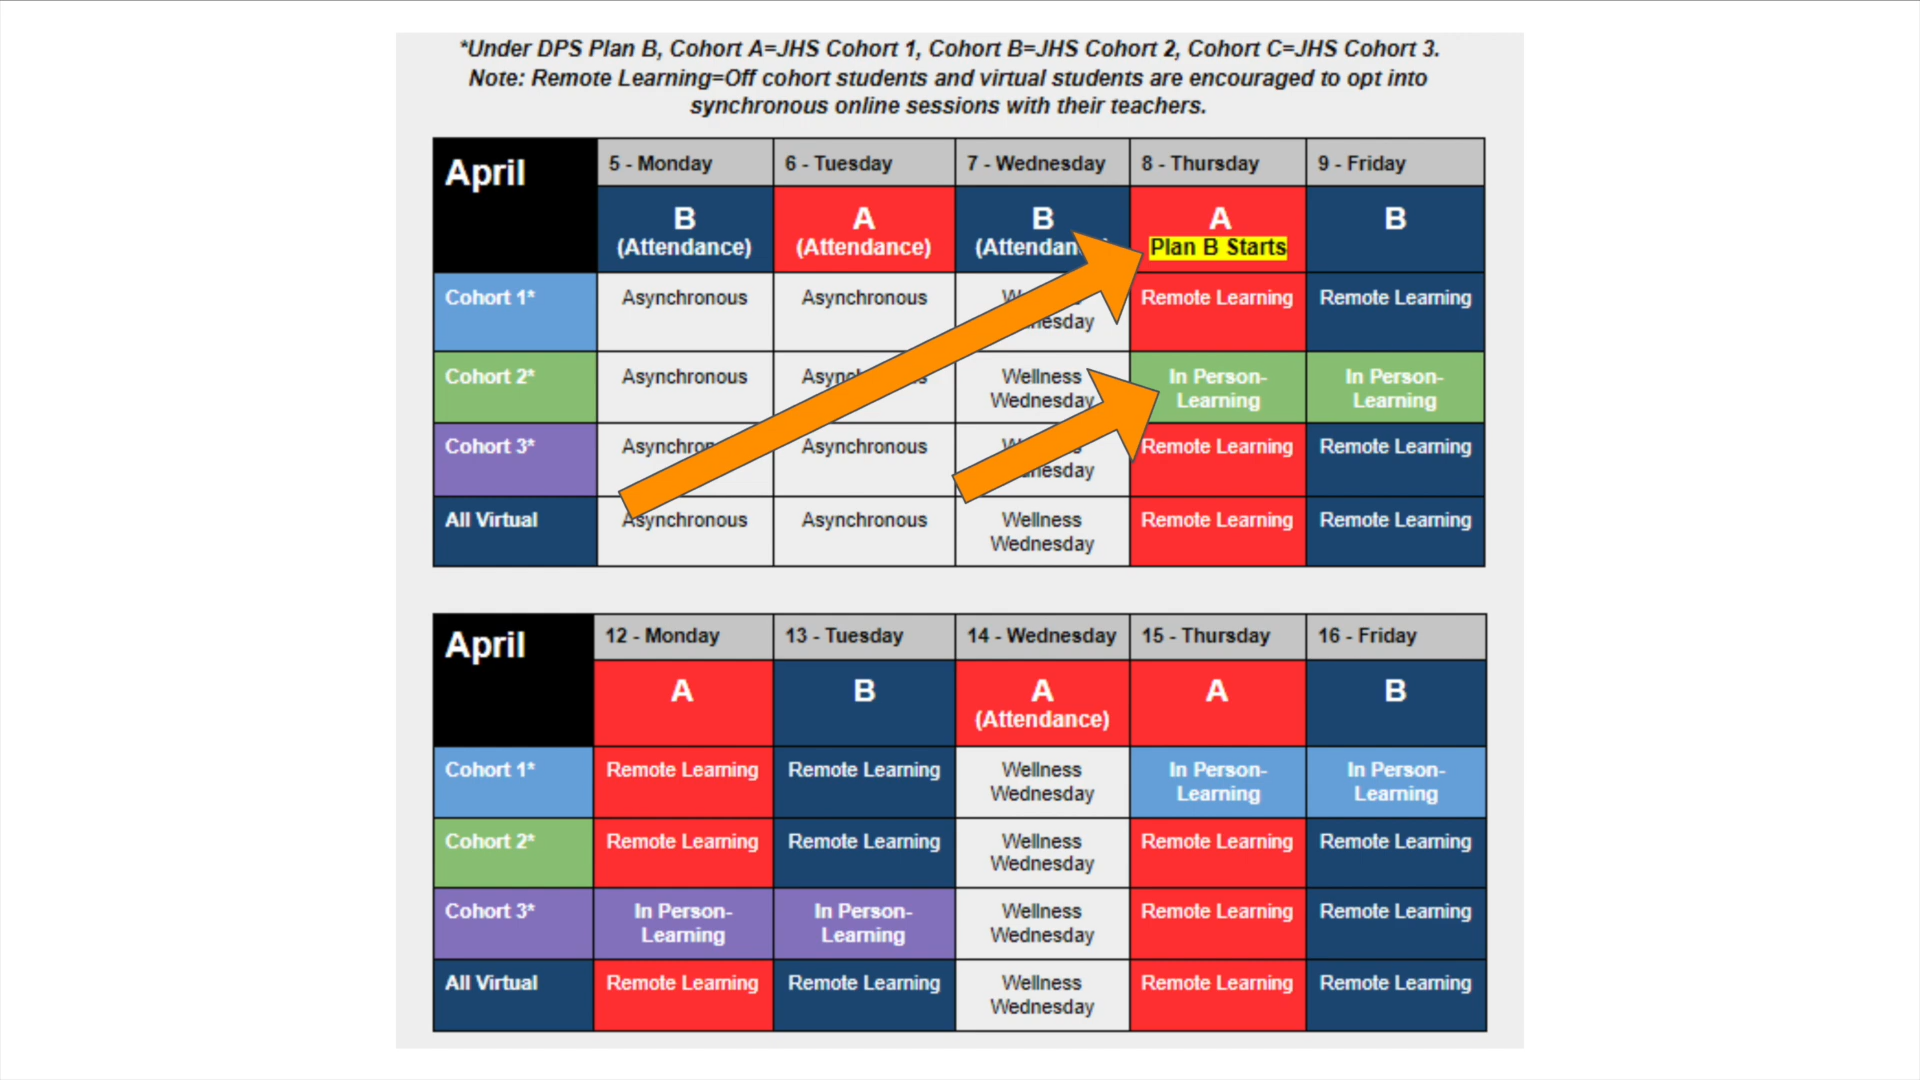 *Under DPS Plan B, Cohort A=JHS Cohort 1, Cohort B=JHS Cohort 2, Cohort C=JHS Cohort 3.
Note: Remote Learning=Off cohort students and virtual students are encouraged to opt into
synchronous online sessions with their teachers.
April
5 - Monday
6 - Tuesday
7 - Wednesday
8 - Thursday
9 - Friday
B
(Attendance)
A
(Attendance)
B
A
Plan B Starts
B
Cohort 1*
Asynchronous
Asynchronous
Remote Learning
Remote Learning
Cohort 2*
Asynchronous
Wellness
Wednesday
In Person-
Learning
In Person-
Learning
Cohort 3*
Asynchronous
Remote Learning
Remote Learning
All Virtual
Asynchronous
Asynchronous
Wellness
Wednesday
Remote Learning
Remote Learning
April
12 - Monday
13 - Tuesday
14 - Wednesday
15 - Thursday
16 - Friday
A
B
A
(Attendance)
A
B
Cohort 1*
Remote Learning
Remote Learning
Wellness
Wednesday
In Person-
Learning
In Person-
Learning
Cohort 2*
Remote Learning
Remote Learning
Wellness
Wednesday
Remote Learning
Remote Learning
Cohort 3*
In Person-
Learning
In Person-
Learning
Wellness
Wednesday
Remote Learning
Remote Learning
All Virtual
Remote Learning
Remote Learning
Wellness
Wednesday
Remote Learning
Remote Learning